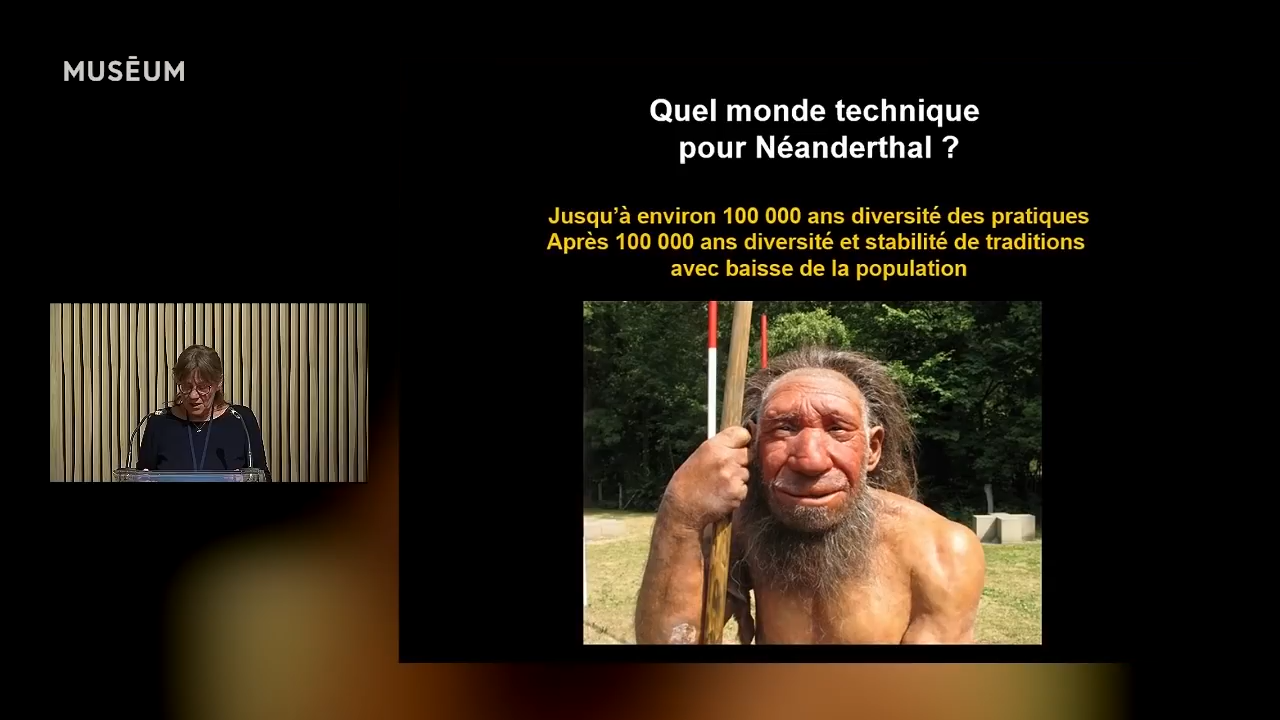 MUSĒUM
Quel monde technique
pour Néanderthal ?
Jusqu'à environ 100 000 ans diversité des pratiques
Après 100 000 ans diversité et stabilité de traditions
avec baisse de la population